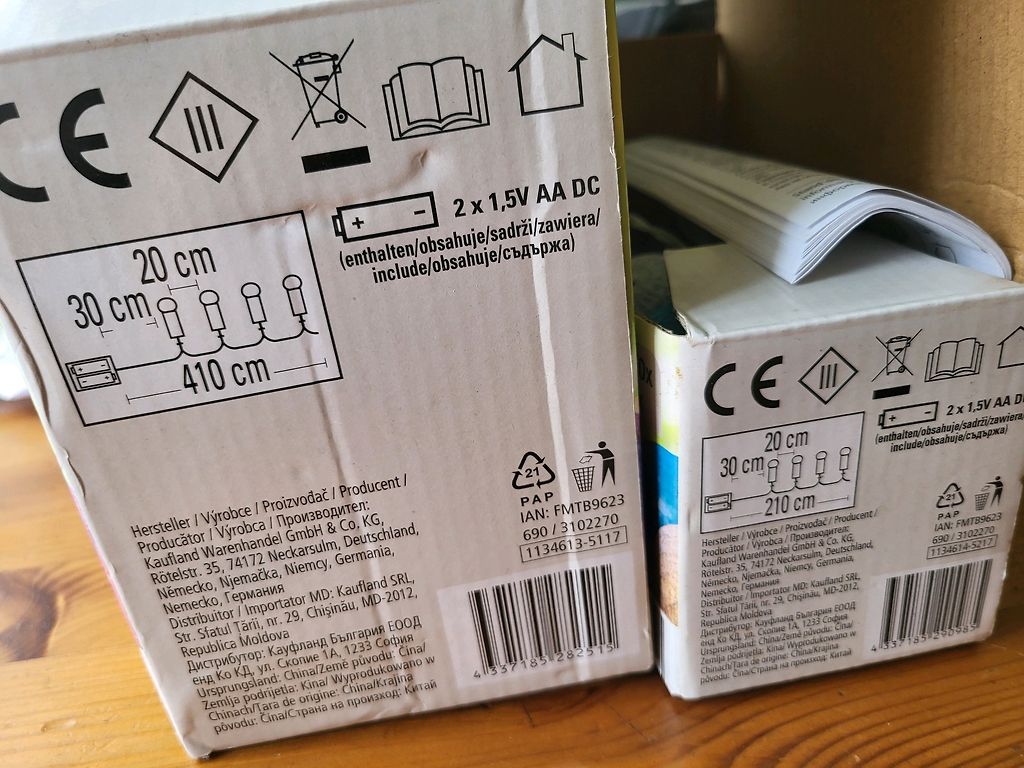 CE
2 x 1,5V AA DC
(enthalten/obsahuje/sadrži/zawiera/
include/obsahuje/съдържа)
20 cm
30 cm
410 cm
21
PAP
IAN: FMTB9623
690 / 3102270
1134613-5117
Hersteller / Výrobce / Proizvođač / Producent /
Producător / Výrobca / Производител:
Kaufland Warenhandel GmbH & Co. KG,
Rötelstr. 35, 74172 Neckarsulm, Deutschland,
Německo, Njemačka, Niemcy, Germania,
Nemecko, Германия
Distribuitor / Importator MD: Kaufland SRL,
Str. Sfatul Țării, nr. 29, Chișinău, MD-2012,
Republica Moldova
Дистрибутор: Кауфланд България ЕООД
енд Ко КД, ул. Скопие 1А, 1233 София
Ursprungsland: China/Země původu: Čína/
Zemlja podrijetla: Kina/ Wyprodukowano w
Chinach/Țara de origine: China/Krajina
pôvodu: Čína/Страна на произход: Китай
4 337185 282515
CE
2 x 1,5V AA D
(enthalten/obsahuje/sadrži/zawiera/
include/obsahuje/съдържа)
20 cm
30 cm
210 cm
21
PAP
IAN: FMTB9623
690 / 3102270
1134614-5217
Hersteller / Výrobce / Proizvođač / Producent /
Producător / Výrobca / Производител:
Kaufland Warenhandel GmbH & Co. KG,
Rötelstr. 35, 74172 Neckarsulm, Deutschland,
Německo, Njemačka, Niemcy, Germania,
Nemecko, Германия
Distribuitor / Importator MD: Kaufland SRL,
Str. Sfatul Țării, nr. 29, Chișinău, MD-2012,
Republica Moldova
Дистрибутор: Кауфланд България ЕООД
енд Ко КД, ул. Скопие 1А, 1233 София
Ursprungsland: China/Země původu: Čína/
Zemlja podrijetla: Kina/ Wyprodukowano w
Chinach/Țara de origine: China/Krajina
pôvodu: Čína/Страна на произход: Китай